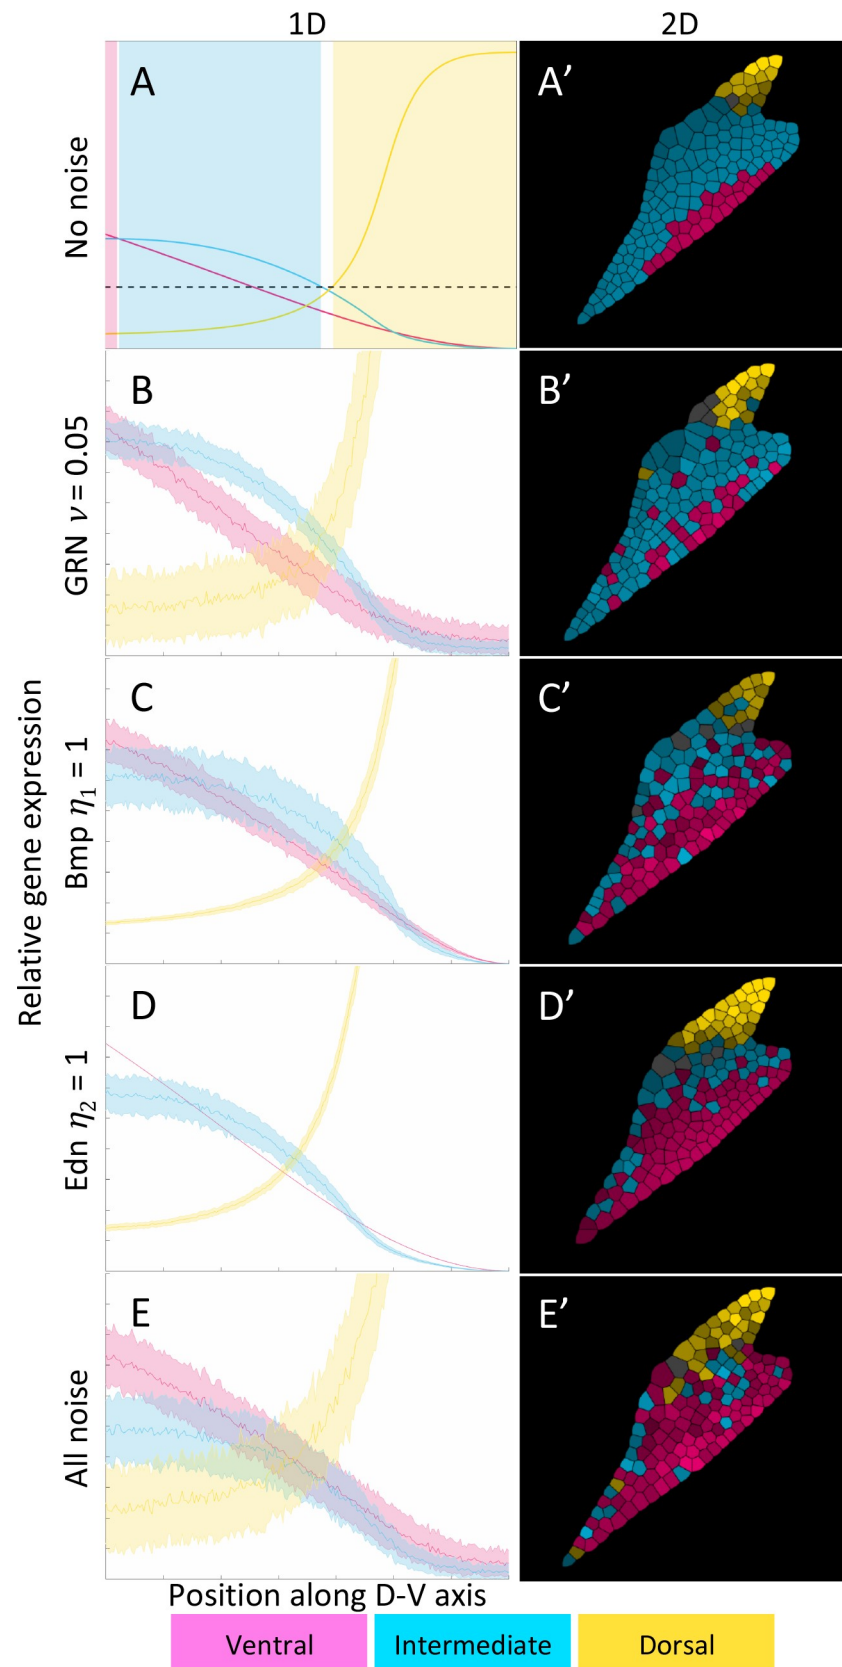 1D 2D
No noise A A’
GRN ν = 0.05 B B’
Relative gene expression
Bmp η1 = 1 C C’
Edn η2 = 1 D D’
All noise E E’
Position along D-V axis
Ventral Intermediate Dorsal